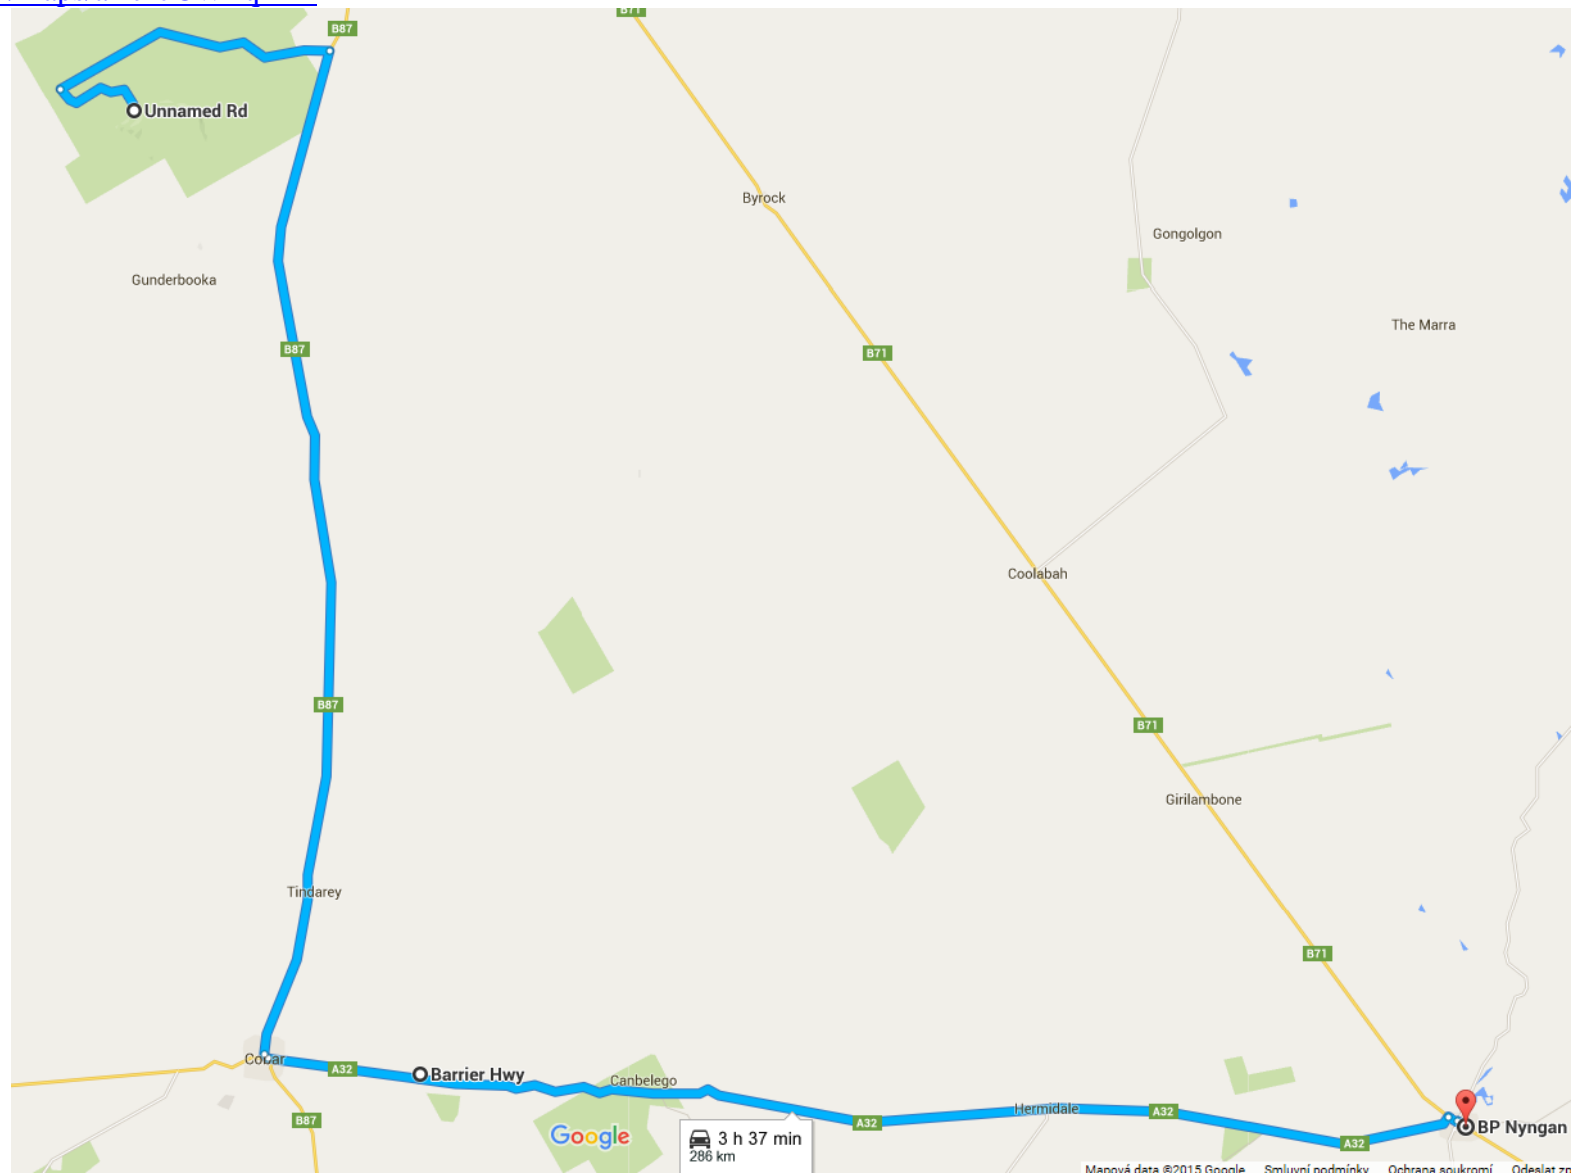 B87
B71
Unnamed Rd
Byrock
Gongolgon
Gunderbooka
The Marra
B87
B71
Coolabah
B87
B71
Girilambone
Tindarey
B71
Cobar
A32
Barrier Hwy
Canbelego
Hermidale
A32
A32
A32
B87
BP Nyngan
Google
3 h 37 min
286 km
Mapová data ©2015 Google Smluvní podmínky Ochrana soukromí Odeslat